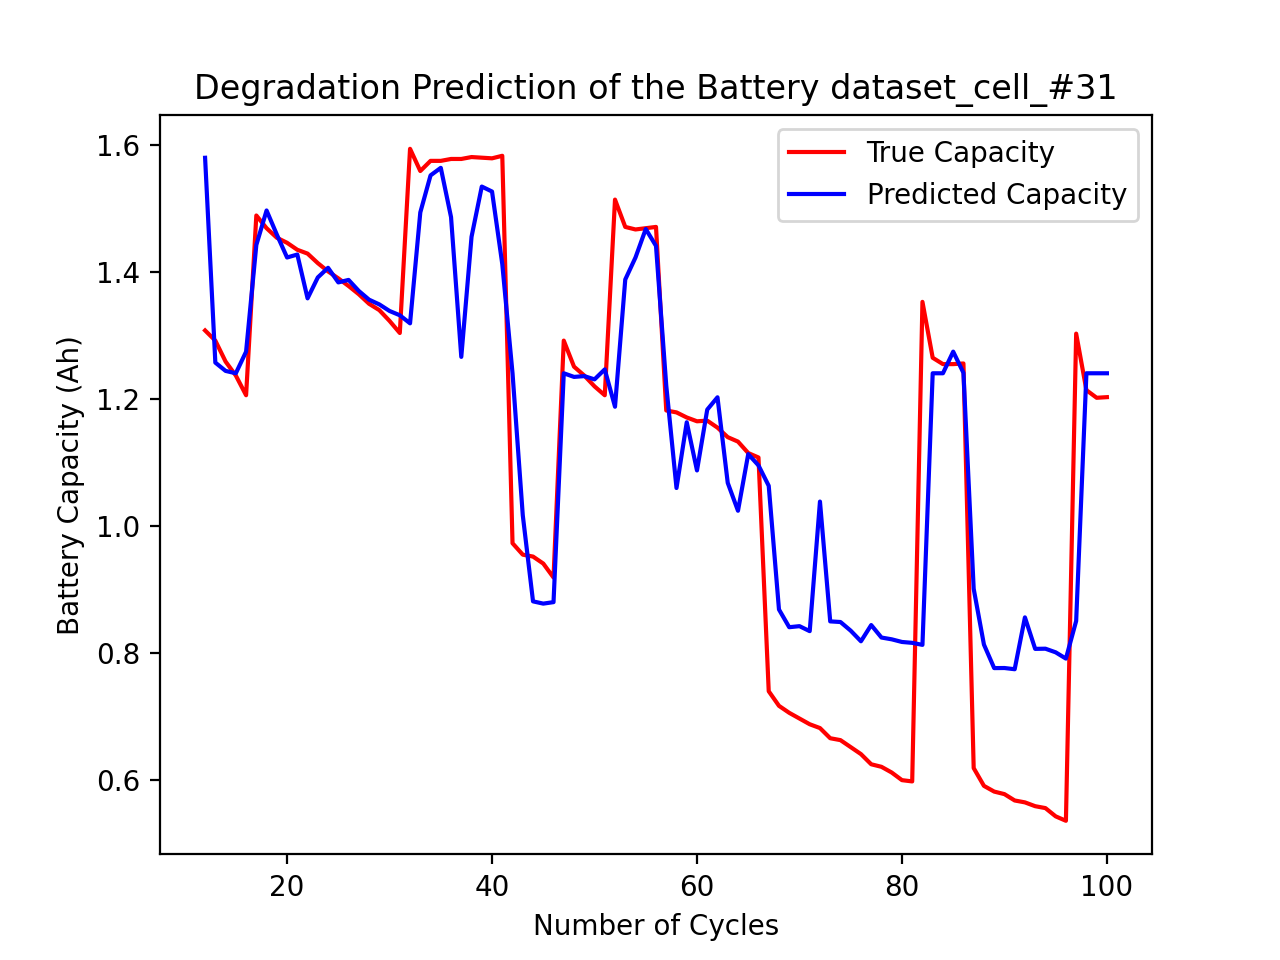 Degradation Prediction of the Battery dataset_cell_#31
True Capacity
Predicted Capacity
Battery Capacity (Ah)
1.6
1.4
1.2
1.0
0.8
0.6
20 40 60 80 100
Number of Cycles